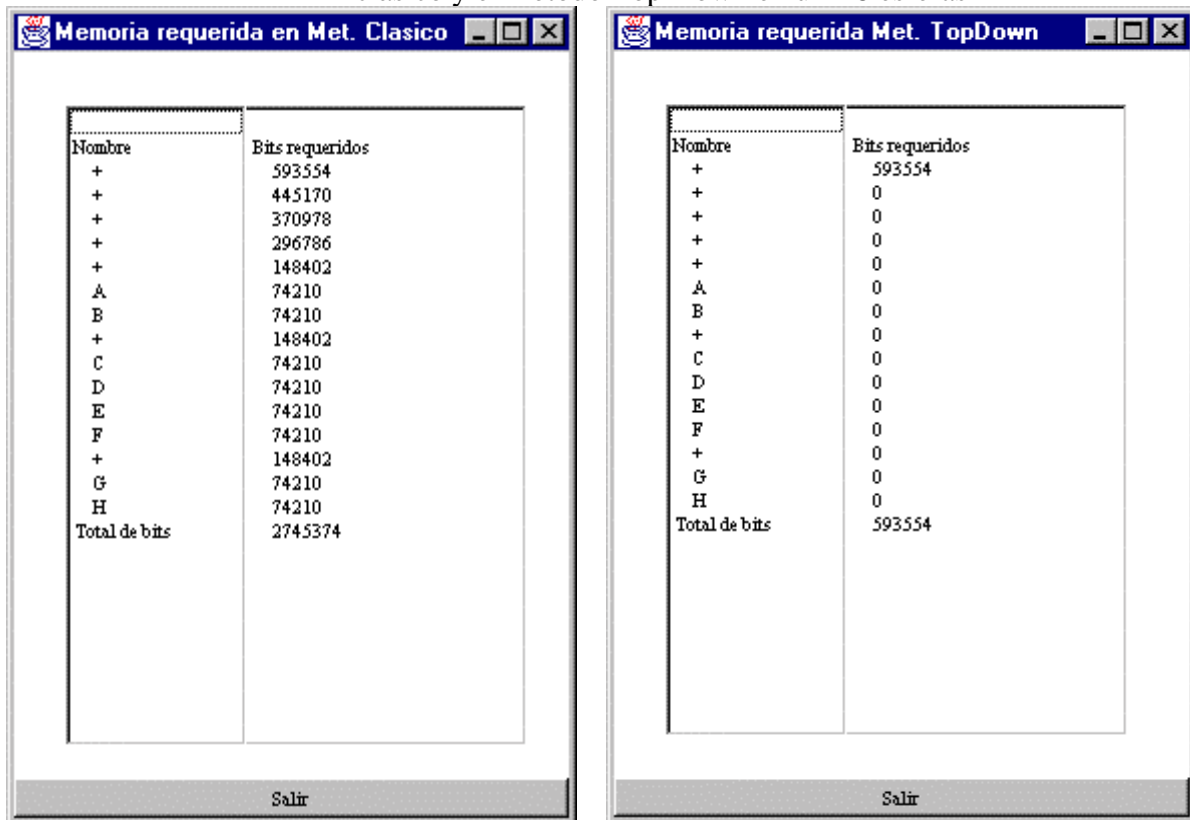 Memoria requerida en Met. Clasico
Nombre Bits requeridos
+ 593554
+ 445170
+ 370978
+ 296786
+ 148402
A 74210
B 74210
+ 148402
C 74210
D 74210
E 74210
F 74210
+ 148402
G 74210
H 74210
Total de bits 2745374
Salir
Memoria requerida Met. TopDown
Nombre Bits requeridos
+ 593554
+ 0
+ 0
+ 0
+ 0
A 0
B 0
+ 0
C 0
D 0
E 0
F 0
+ 0
G 0
H 0
Total de bits 593554
Salir